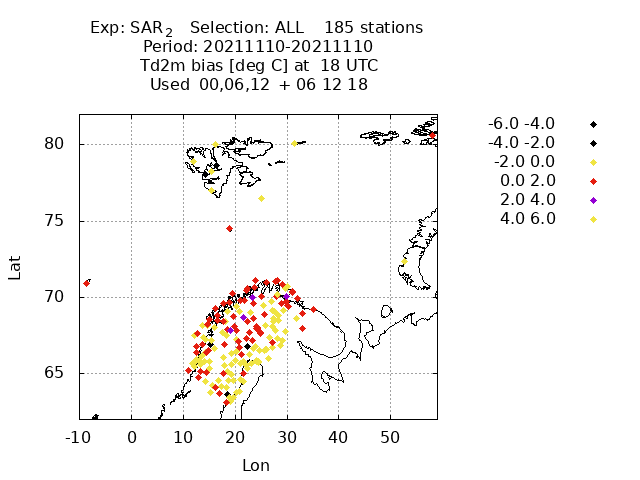 Exp: SAR2 Selection: ALL 185 stations
Period: 20211110-20211110
Td2m bias [deg C] at 18 UTC
Used 00,06,12 + 06 12 18
-6.0 -4.0
-4.0 -2.0
-2.0 0.0
0.0 2.0
2.0 4.0
4.0 6.0
80
75
70
65
Lat
-10 0 10 20 30 40 50
Lon